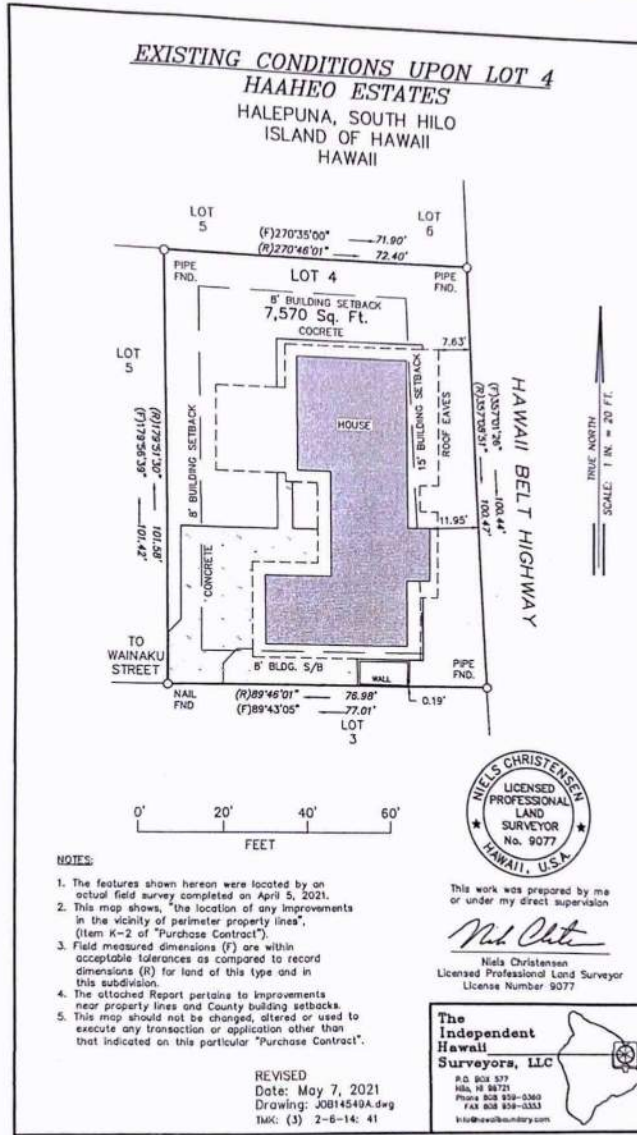 EXISTING CONDITIONS UPON LOT 4
HAAHEO ESTATES
HALEPUNA, SOUTH HILO
ISLAND OF HAWAII
HAWAII
LOT
5
LOT
6
(F)270°35'00" 71.90'
(R)270°46'01" 72.40'
PIPE
FND.
LOT 4
PIPE
FND.
8' BUILDING SETBACK
7,570 Sq. Ft.
COCRETE
7.63'
LOT
5
HOUSE
15' BUILDING SETBACK
ROOF EAVES
8' BUILDING SETBACK
(R)179°51'30" 101.58'
(F)179°56'39" 101.42'
(F)357°01'26" 100.44'
(R)357°08'51" 100.47'
HAWAII BELT HIGHWAY
TRUE NORTH
SCALE: 1 IN. = 20 FT.
11.95'
CONCRETE
TO
WAINAKU
STREET
8' BLDG. S/B
WALL
PIPE
FND.
NAIL
FND
(R)89°46'01" 76.98'
(F)89°43'05" 77.01'
0.19'
LOT
3
0' 20' 40' 60'
FEET
NIELS CHRISTENSEN
LICENSED
PROFESSIONAL
LAND
SURVEYOR
No. 9077
HAWAII, U.S.A.
NOTES:
1. The features shown hereon were located by an
actual field survey completed on April 5, 2021.
2. This map shows, "the location of any improvements
in the vicinity of perimeter property lines",
(Item K-2 of "Purchase Contract").
3. Field measured dimensions (F) are within
acceptable tolerances as compared to record
dimensions (R) for land of this type and in
this subdivision.
4. The attached Report pertains to improvements
near property lines and County building setbacks.
5. This map should not be changed, altered or used to
execute any transaction or application other than
that indicated on this particular "Purchase Contract".
This work was prepared by me
or under my direct supervision
Niels Christensen
Licensed Professional Land Surveyor
License Number 9077
REVISED
Date: May 7, 2021
Drawing: JOB14549A.dwg
TMK: (3) 2-6-14: 41
The
Independent
Hawaii
Surveyors, LLC
P.O. BOX 577
Hilo, HI 96721
Phone 808 959-0360
FAX 808 959-0333
info@hawaiiboundary.com